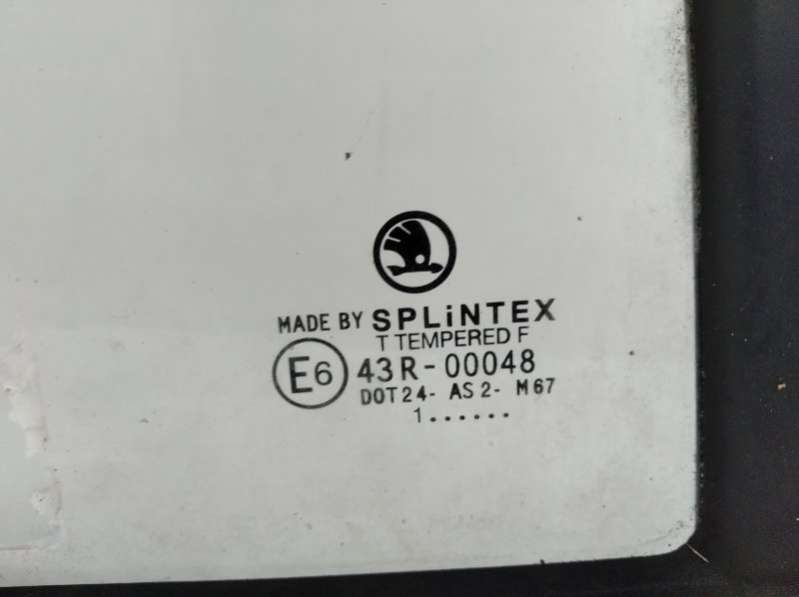 MADE BY SPLiNTEX
T TEMPERED F
E6 43R-00048
DOT24- AS2- M67
1......